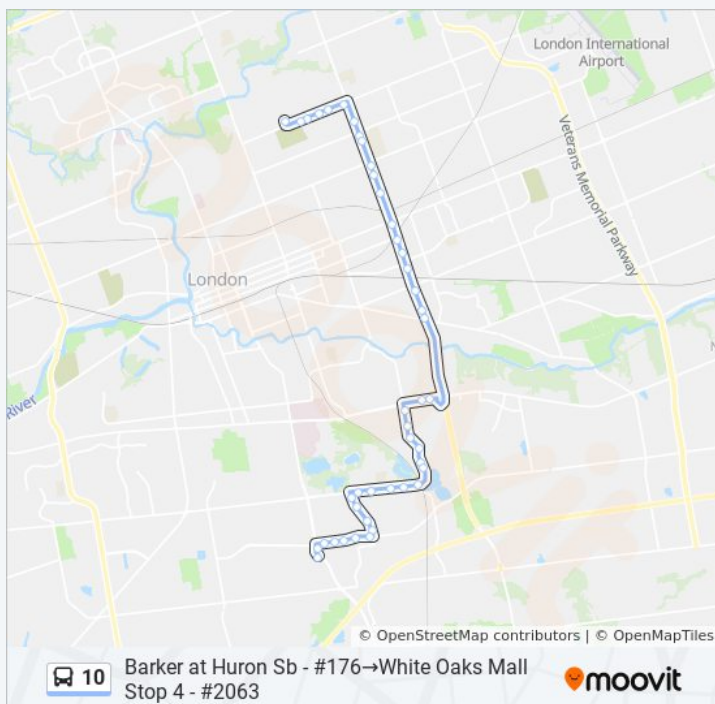 London International
Airport
Veterans Memorial Parkway
London
River
N
© OpenStreetMap contributors | © OpenMapTiles
10
Barker at Huron Sb - #176→White Oaks Mall
Stop 4 - #2063
moovit